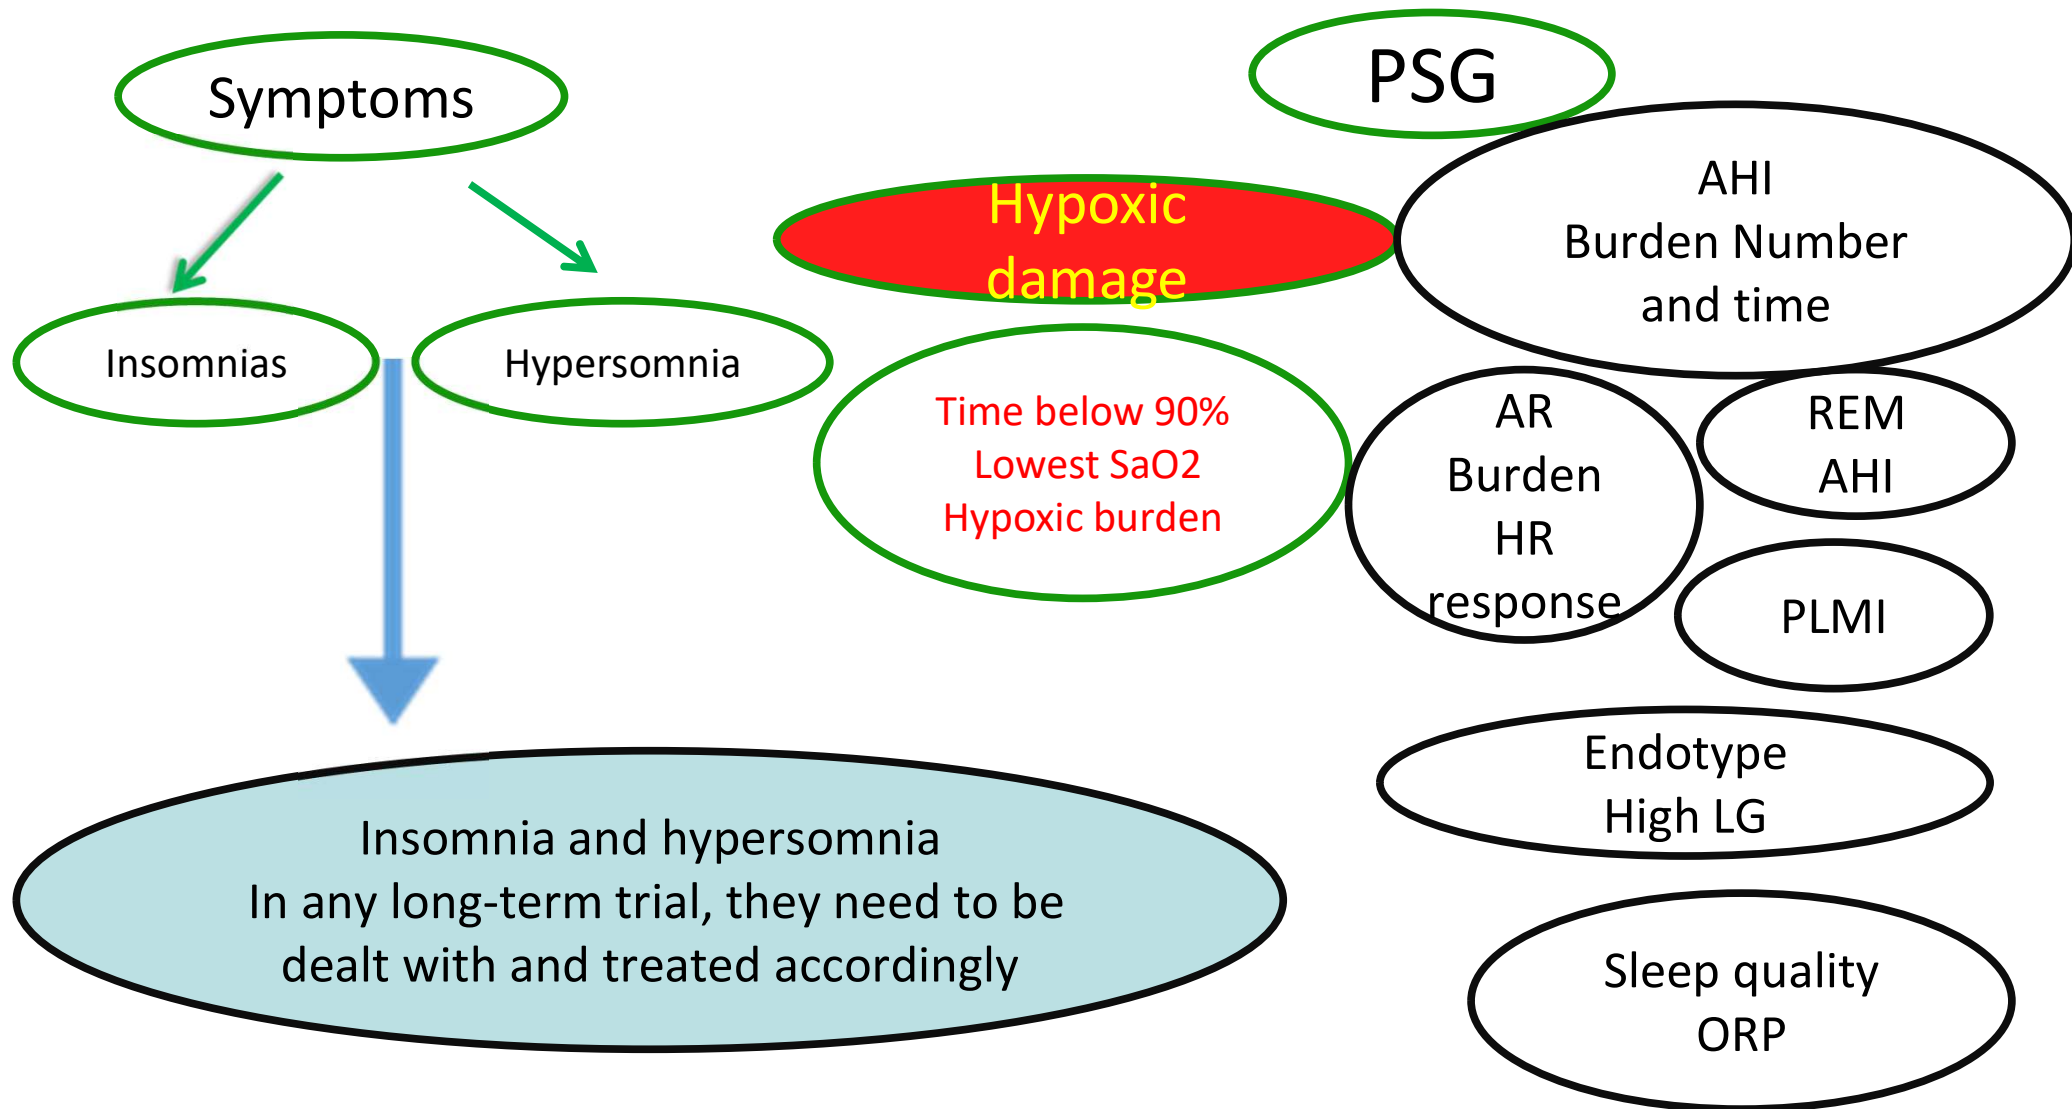 Symptoms
Insomnias
Hypersomnia
Insomnia and hypersomnia
In any long-term trial, they need to be
dealt with and treated accordingly
Hypoxic
damage
Time below 90%
Lowest SaO2
Hypoxic burden
PSG
AHI
Burden Number
and time
AR
Burden
HR
response
REM
AHI
PLMI
Endotype
High LG
Sleep quality
ORP